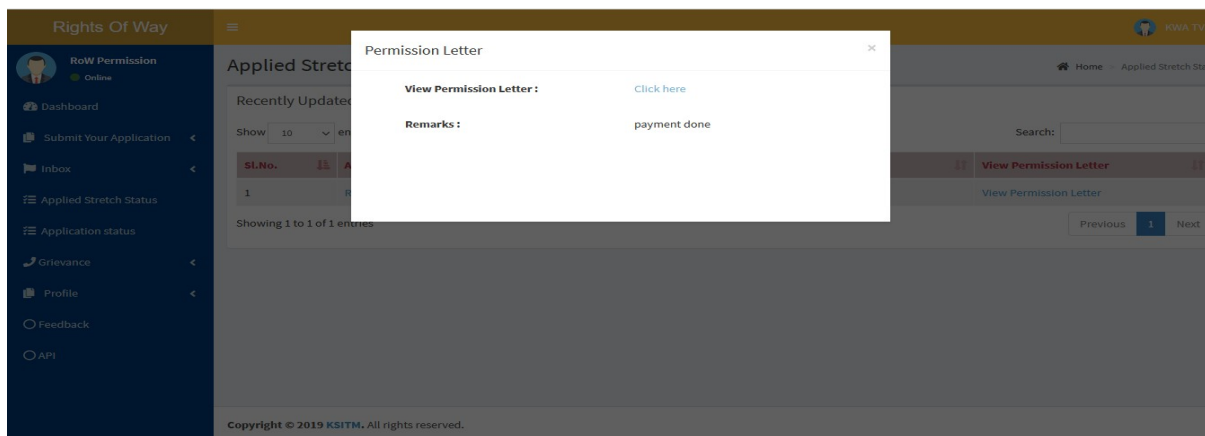 Rights Of Way
KWA TV
RoW Permission
Online
Dashboard
Submit Your Application
Inbox
Applied Stretch Status
Application status
Grievance
Profile
Feedback
API
Permission Letter ×
View Permission Letter : Click here
Remarks : payment done
Applied Stretc
Home - Applied Stretch Sta
Recently Updated
Show 10 en
Search:
Sl.No. A View Permission Letter
1 R View Permission Letter
Showing 1 to 1 of 1 entries
Previous 1 Next
Copyright © 2019 KSITM. All rights reserved.